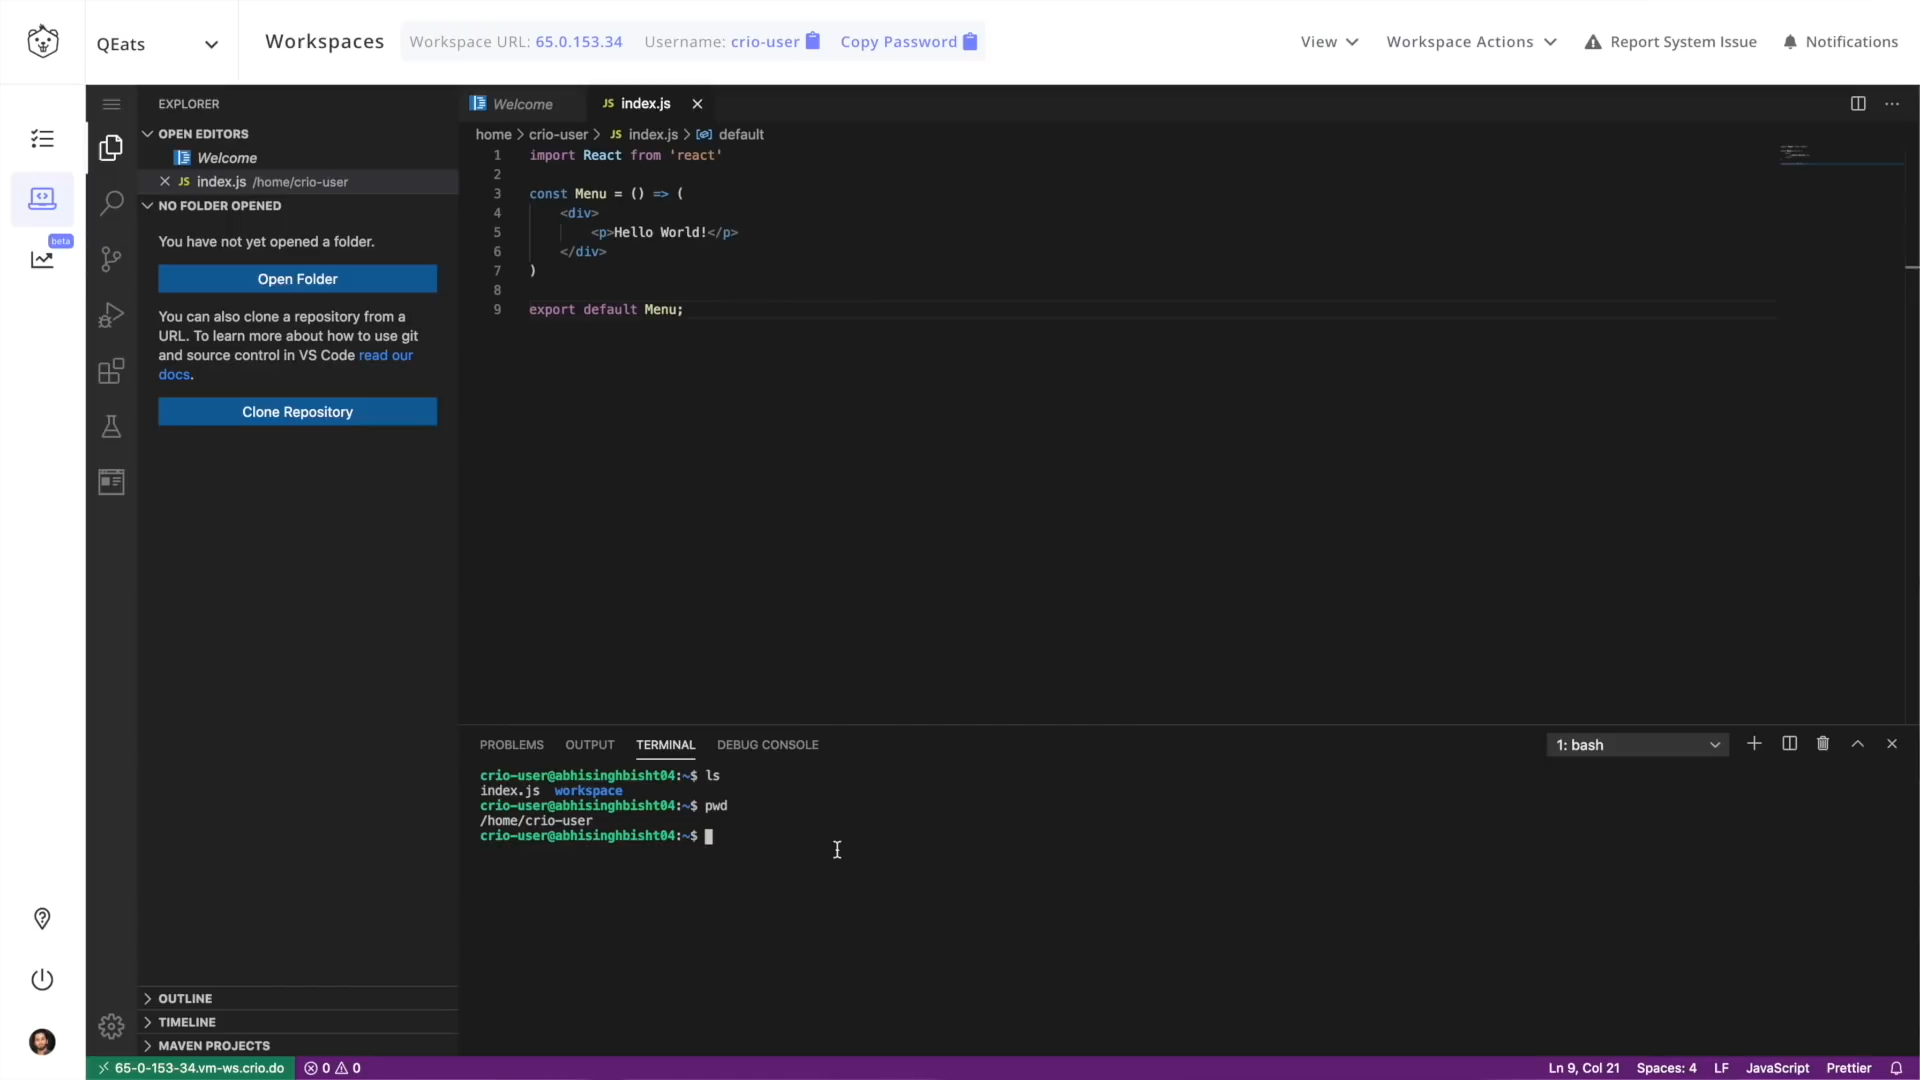 QEats
Workspaces
Workspace URL: 65.0.153.34
Username: crio-user
Copy Password
View
Workspace Actions
Report System Issue
Notifications
beta
EXPLORER
OPEN EDITORS
Welcome
JS index.js /home/crio-user
NO FOLDER OPENED
You have not yet opened a folder.
Open Folder
You can also clone a repository from a
URL. To learn more about how to use git
and source control in VS Code read our
docs.
Clone Repository
OUTLINE
TIMELINE
MAVEN PROJECTS
Welcome
JS index.js
home > crio-user > JS index.js > default
1 import React from 'react'
2
3 const Menu = () => (
4 <div>
5 <p>Hello World!</p>
6 </div>
7 )
8
9 export default Menu;
PROBLEMS OUTPUT TERMINAL DEBUG CONSOLE
1: bash
crio-user@abhisinghbisht04:~$ ls
index.js workspace
crio-user@abhisinghbisht04:~$ pwd
/home/crio-user
crio-user@abhisinghbisht04:~$
65-0-153-34.vm-ws.crio.do
0 0
Ln 9, Col 21 Spaces: 4 LF JavaScript Prettier